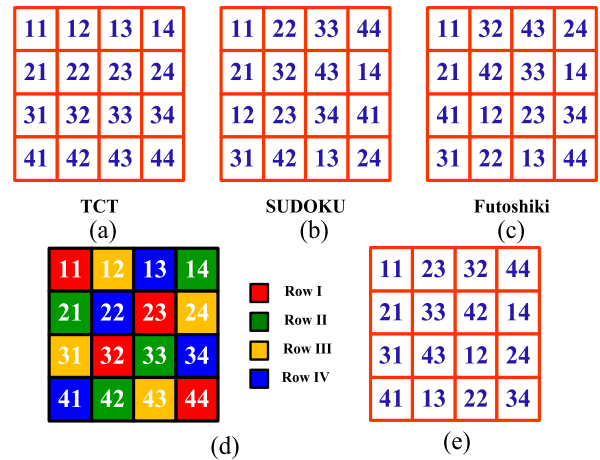 11 12 13 14
21 22 23 24
31 32 33 34
41 42 43 44
TCT
(a)
11 22 33 44
21 32 43 14
12 23 34 41
31 42 13 24
SUDOKU
(b)
11 32 43 24
21 42 33 14
41 12 23 34
31 22 13 44
Futoshiki
(c)
11 12 13 14
21 22 23 24
31 32 33 34
41 42 43 44
Row I
Row II
Row III
Row IV
(d)
11 23 32 44
21 33 42 14
31 43 12 24
41 13 22 34
(e)